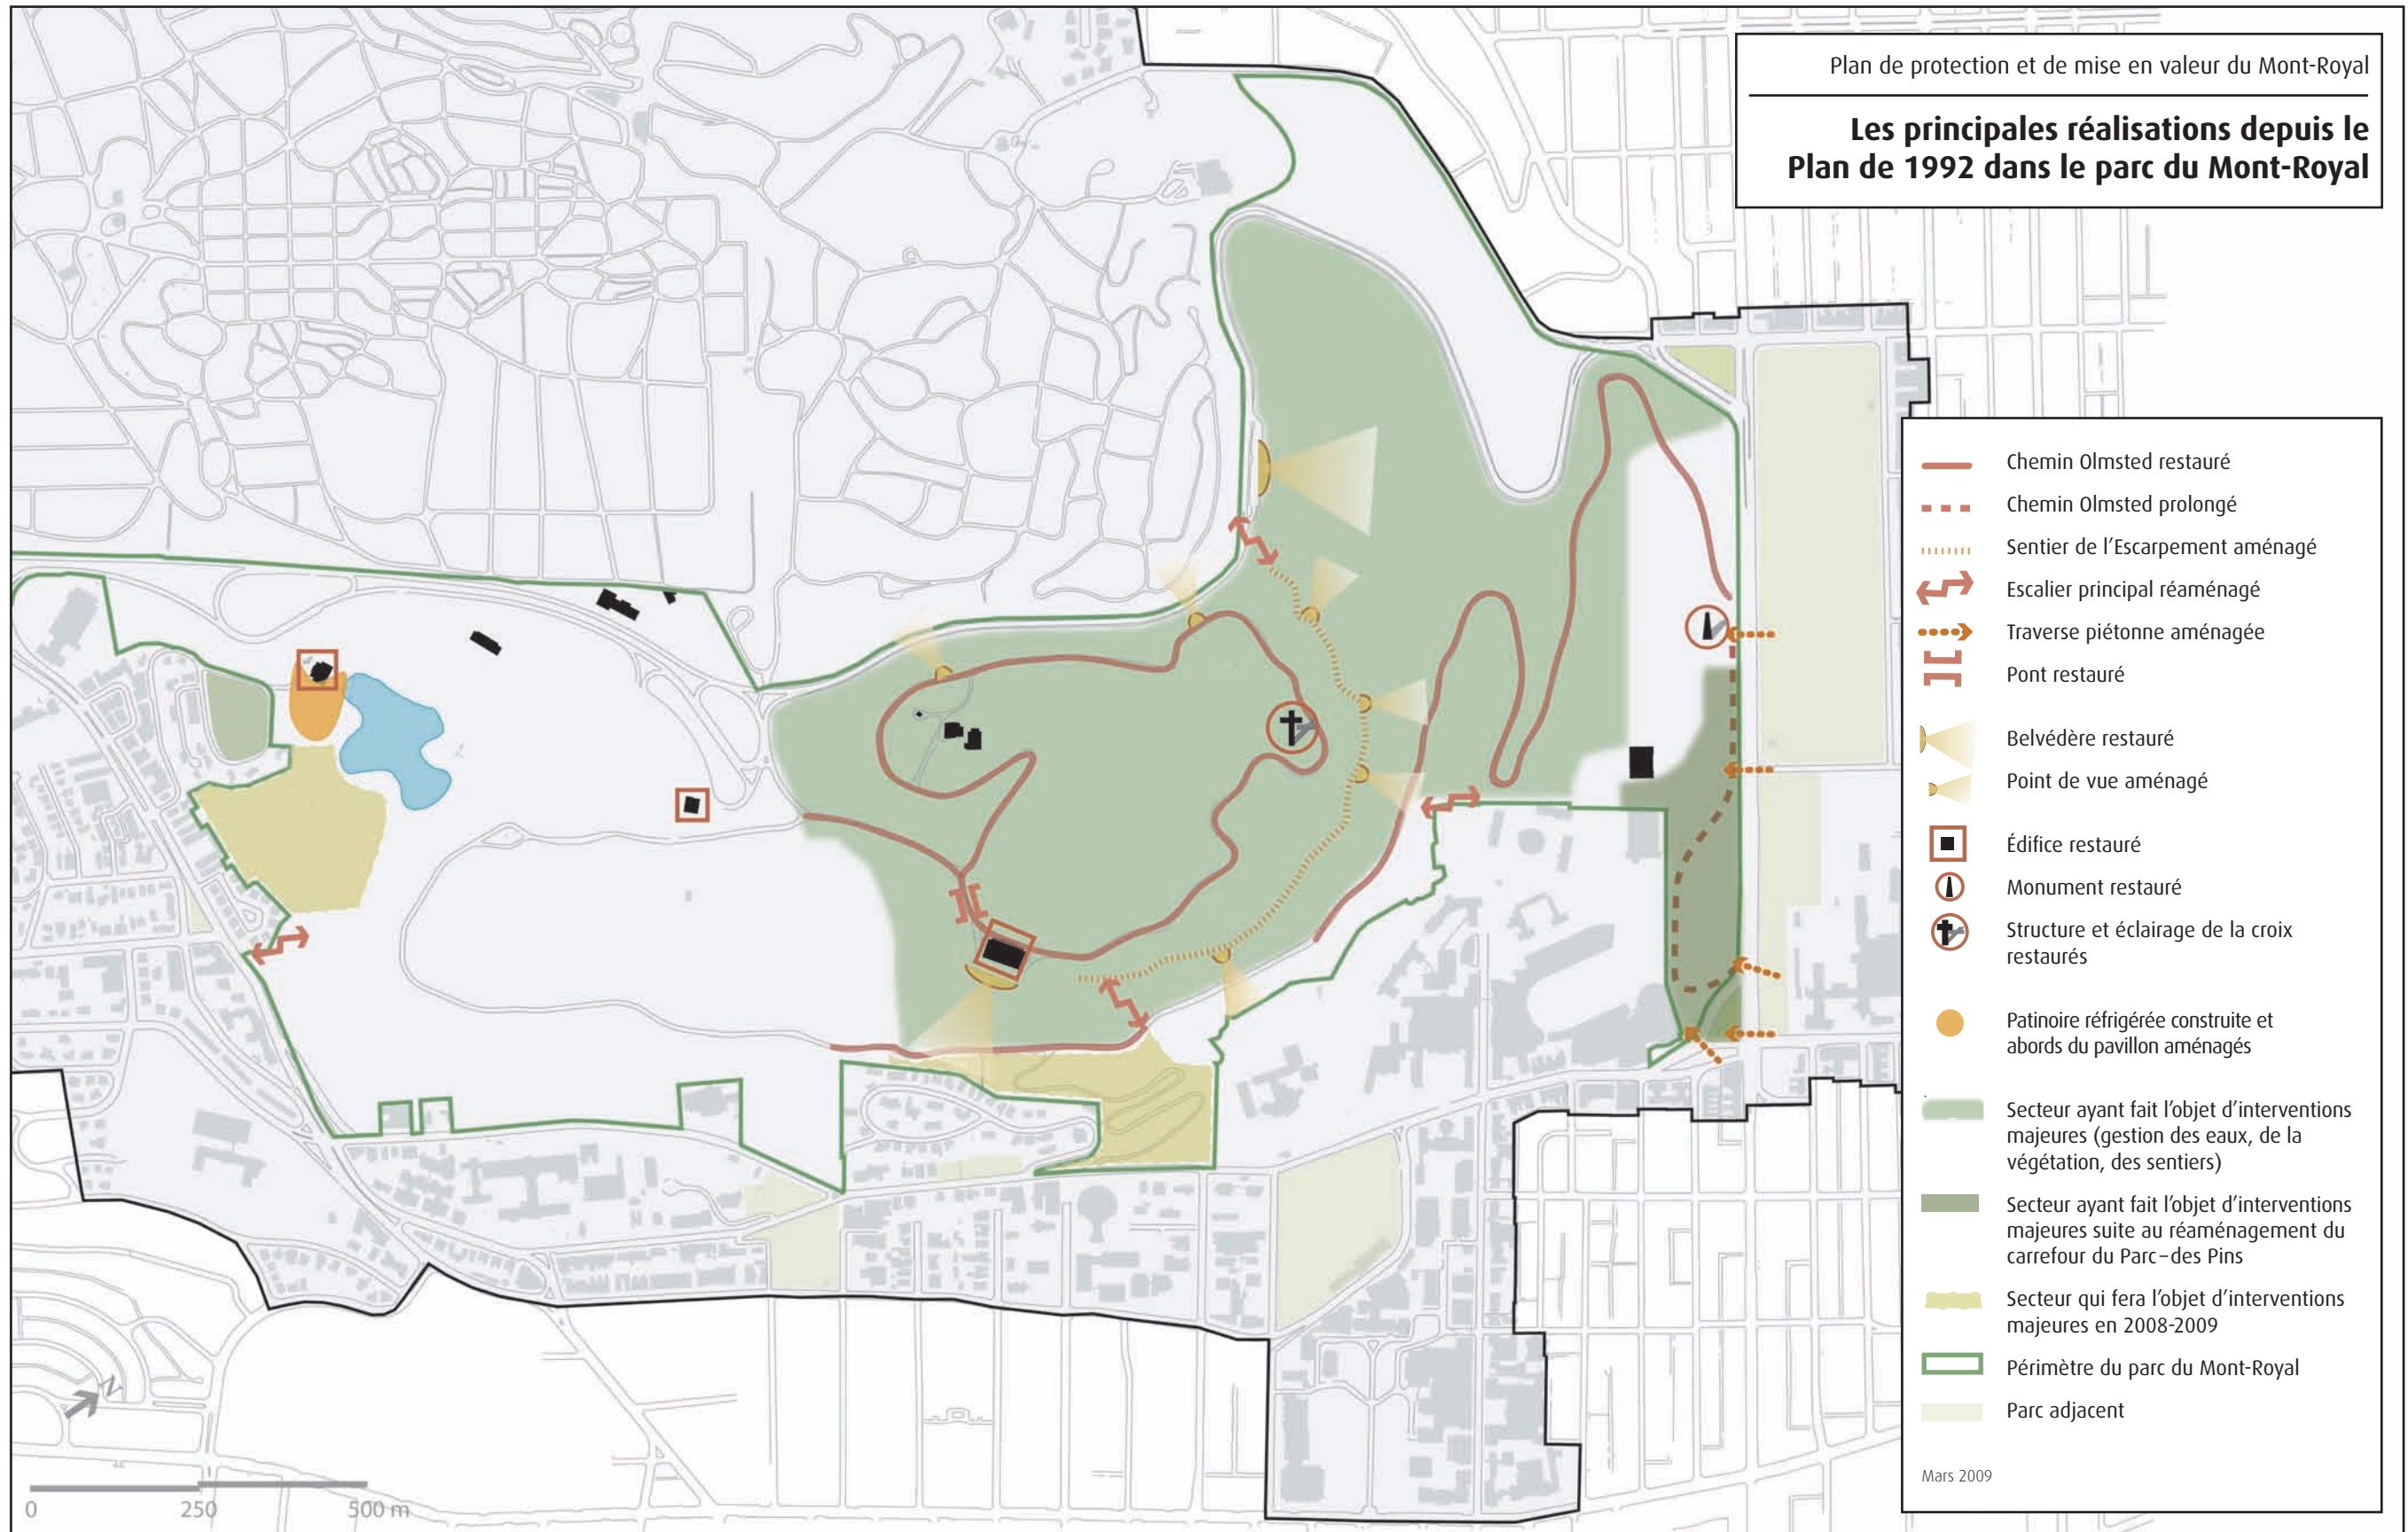 Plan de protection et de mise en valeur du Mont-Royal
Les principales réalisations depuis le
Plan de 1992 dans le parc du Mont-Royal
Chemin Olmsted restauré
Chemin Olmsted prolongé
Sentier de l'Escarpement aménagé
Escalier principal réaménagé
Traverse piétonne aménagée
Pont restauré
Belvédère restauré
Point de vue aménagé
Édifice restauré
Monument restauré
Structure et éclairage de la croix
restaurés
Patinoire réfrigérée construite et
abords du pavillon aménagés
Secteur ayant fait l'objet d'interventions
majeures (gestion des eaux, de la
végétation, des sentiers)
Secteur ayant fait l'objet d'interventions
majeures suite au réaménagement du
carrefour du Parc–des Pins
Secteur qui fera l'objet d'interventions
majeures en 2008-2009
Périmètre du parc du Mont-Royal
Parc adjacent
Mars 2009
N
0 250 500 m